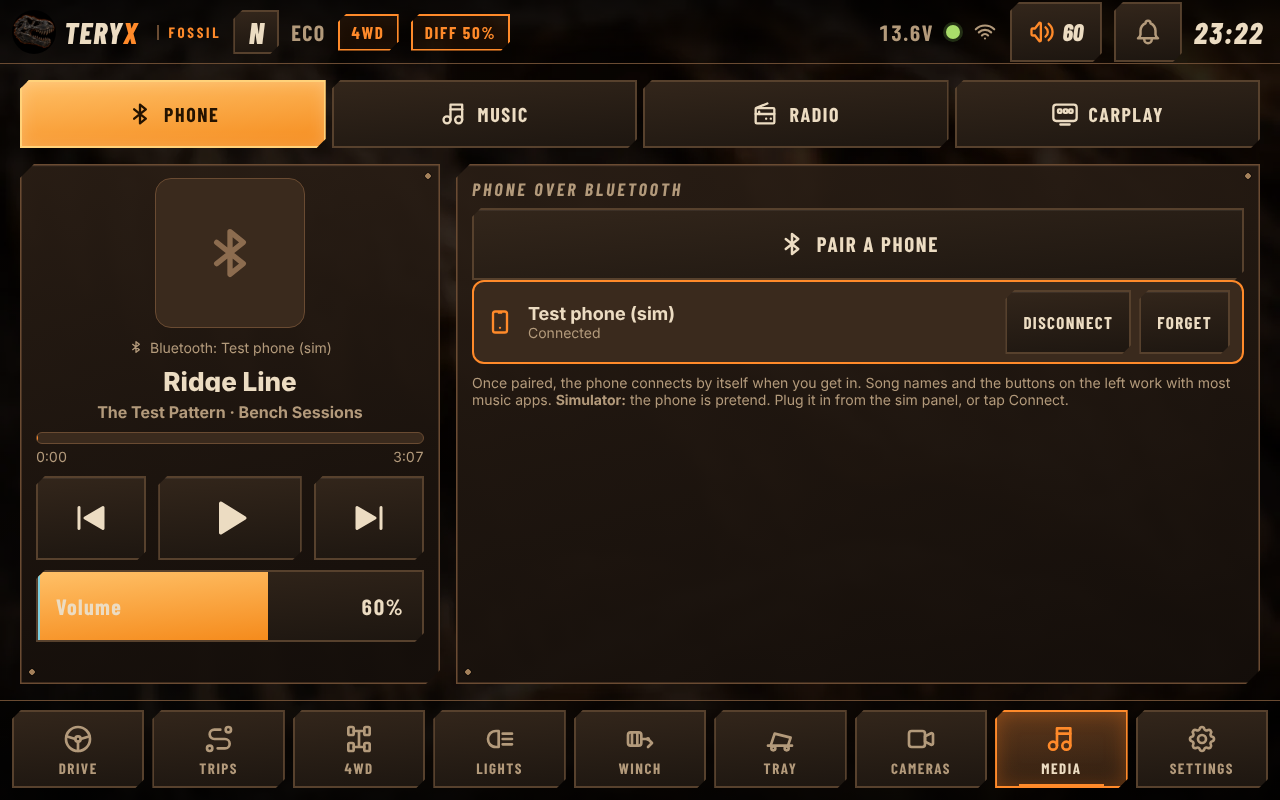 TERYX
FOSSIL
N
ECO
4WD
DIFF 50%
13.6V
60
23:22
PHONE
MUSIC
RADIO
CARPLAY
Bluetooth: Test phone (sim)
Ridge Line
The Test Pattern · Bench Sessions
0:00
3:07
Volume
60%
PHONE OVER BLUETOOTH
PAIR A PHONE
Test phone (sim)
Connected
DISCONNECT
FORGET
Once paired, the phone connects by itself when you get in. Song names and the buttons on the left work with most
music apps. Simulator: the phone is pretend. Plug it in from the sim panel, or tap Connect.
DRIVE
TRIPS
4WD
LIGHTS
WINCH
TRAY
CAMERAS
MEDIA
SETTINGS